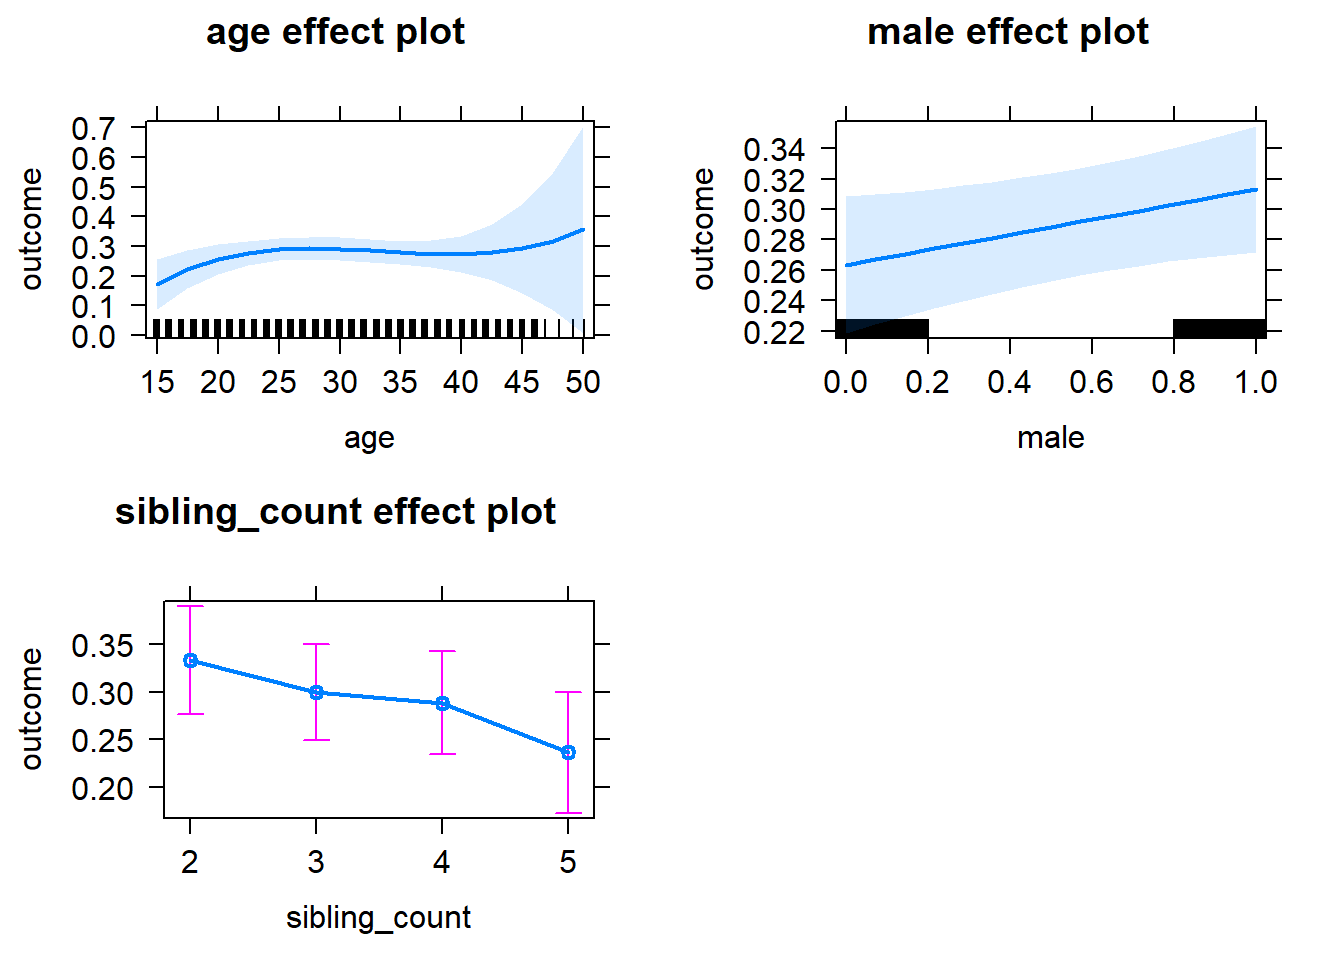 age effect plot
outcome
0.7
0.6
0.5
0.4
0.3
0.2
0.1
0.0
15 20 25 30 35 40 45 50
age
male effect plot
outcome
0.34
0.32
0.30
0.28
0.26
0.24
0.22
0.0 0.2 0.4 0.6 0.8 1.0
male
sibling_count effect plot
outcome
0.35
0.30
0.25
0.20
2 3 4 5
sibling_count